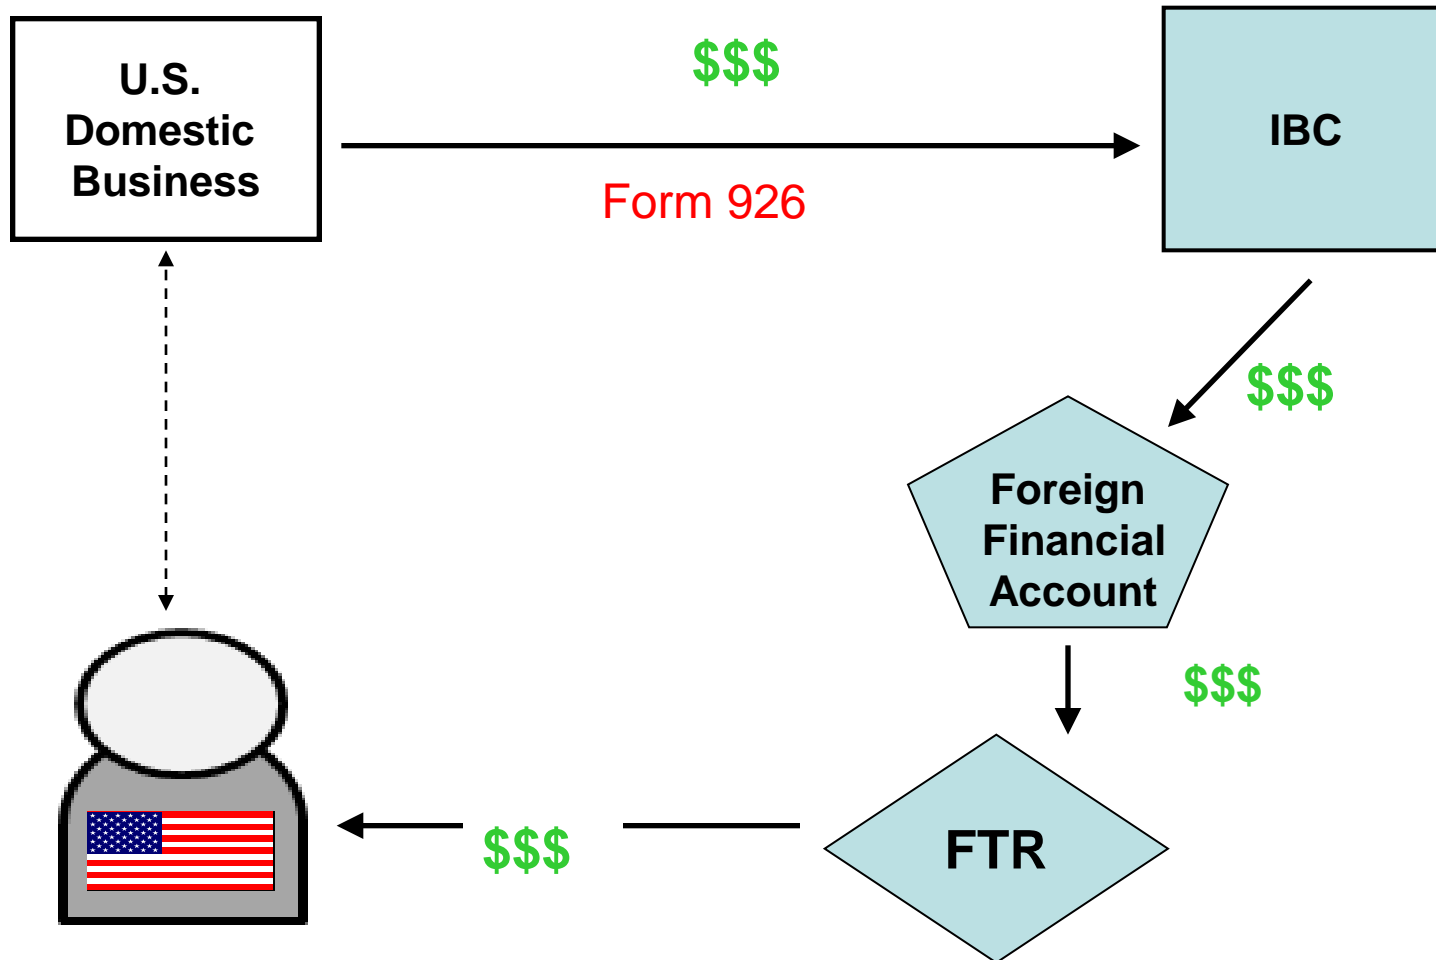 U.S.
Domestic
Business
$$$
Form 926
IBC
$$$
Foreign
Financial
Account
$$$
FTR
$$$